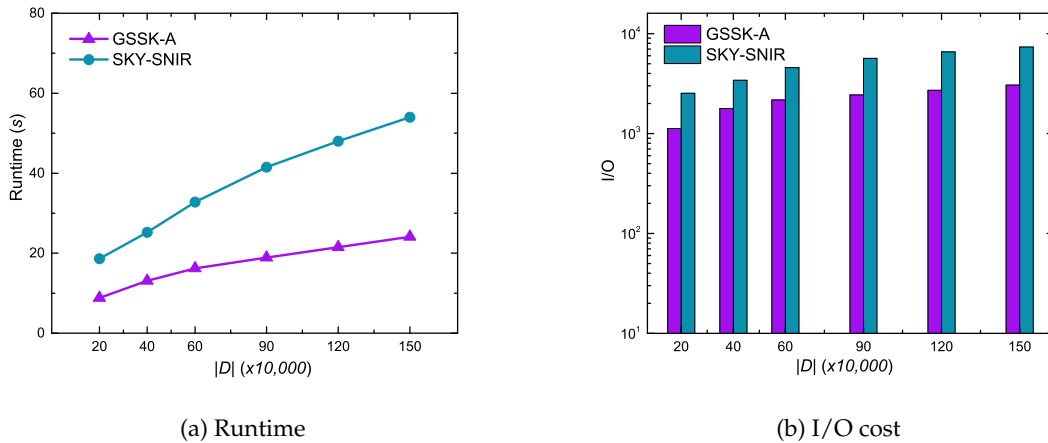 80
60
40
20
0
Runtime (s)
GSSK-A
SKY-SNIR
20 40 60 90 120 150
|D| (x10,000)
(a) Runtime
10^4
10^3
10^2
10^1
I/O
GSSK-A
SKY-SNIR
20 40 60 90 120 150
|D| (x10,000)
(b) I/O cost